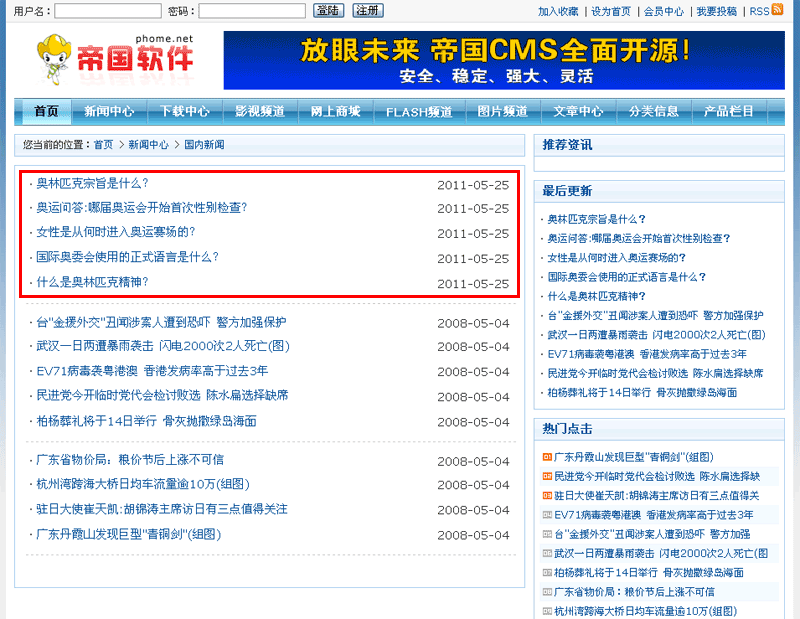 用户名： 密码： 登陆 注册 加入收藏 | 设为首页 | 会员中心 | 我要投稿 | RSS
phome.net
帝国软件
放眼未来 帝国CMS全面开源!
安全、稳定、强大、灵活
首页 新闻中心 下载中心 影视频道 网上商城 FLASH频道 图片频道 文章中心 分类信息 产品栏目
您当前的位置：首页 > 新闻中心 > 国内新闻
· 奥林匹克宗旨是什么? 2011-05-25
· 奥运问答:哪届奥运会开始首次性别检查? 2011-05-25
· 女性是从何时进入奥运赛场的? 2011-05-25
· 国际奥委会使用的正式语言是什么? 2011-05-25
· 什么是奥林匹克精神? 2011-05-25
· 台"金援外交"丑闻涉案人遭到恐吓 警方加强保护 2008-05-04
· 武汉一日两遭暴雨袭击 闪电2000次2人死亡(图) 2008-05-04
· EV71病毒袭粤港澳 香港发病率高于过去3年 2008-05-04
· 民进党今开临时党代会检讨败选 陈水扁选择缺席 2008-05-04
· 柏杨葬礼将于14日举行 骨灰抛撒绿岛海面 2008-05-04
· 广东省物价局：粮价节后上涨不可信 2008-05-04
· 杭州湾跨海大桥日均车流量逾10万(组图) 2008-05-04
· 驻日大使崔天凯:胡锦涛主席访日有三点值得关注 2008-05-04
· 广东丹霞山发现巨型"青铜剑"(组图) 2008-05-04
推荐资讯
最后更新
· 奥林匹克宗旨是什么?
· 奥运问答:哪届奥运会开始首次性别检查?
· 女性是从何时进入奥运赛场的?
· 国际奥委会使用的正式语言是什么?
· 什么是奥林匹克精神?
· 台"金援外交"丑闻涉案人遭到恐吓 警方加强保护
· 武汉一日两遭暴雨袭击 闪电2000次2人死亡(图)
· EV71病毒袭粤港澳 香港发病率高于过去3年
· 民进党今开临时党代会检讨败选 陈水扁选择缺席
· 柏杨葬礼将于14日举行 骨灰抛撒绿岛海面
热门点击
广东丹霞山发现巨型"青铜剑"(组图)
民进党今开临时党代会检讨败选 陈水扁选择缺
驻日大使崔天凯:胡锦涛主席访日有三点值得关
EV71病毒袭粤港澳 香港发病率高于过去3年
台"金援外交"丑闻涉案人遭到恐吓 警方加强
武汉一日两遭暴雨袭击 闪电2000次2人死亡(图
柏杨葬礼将于14日举行 骨灰抛撒绿岛海面
广东省物价局：粮价节后上涨不可信
杭州湾跨海大桥日均车流量逾10万(组图)